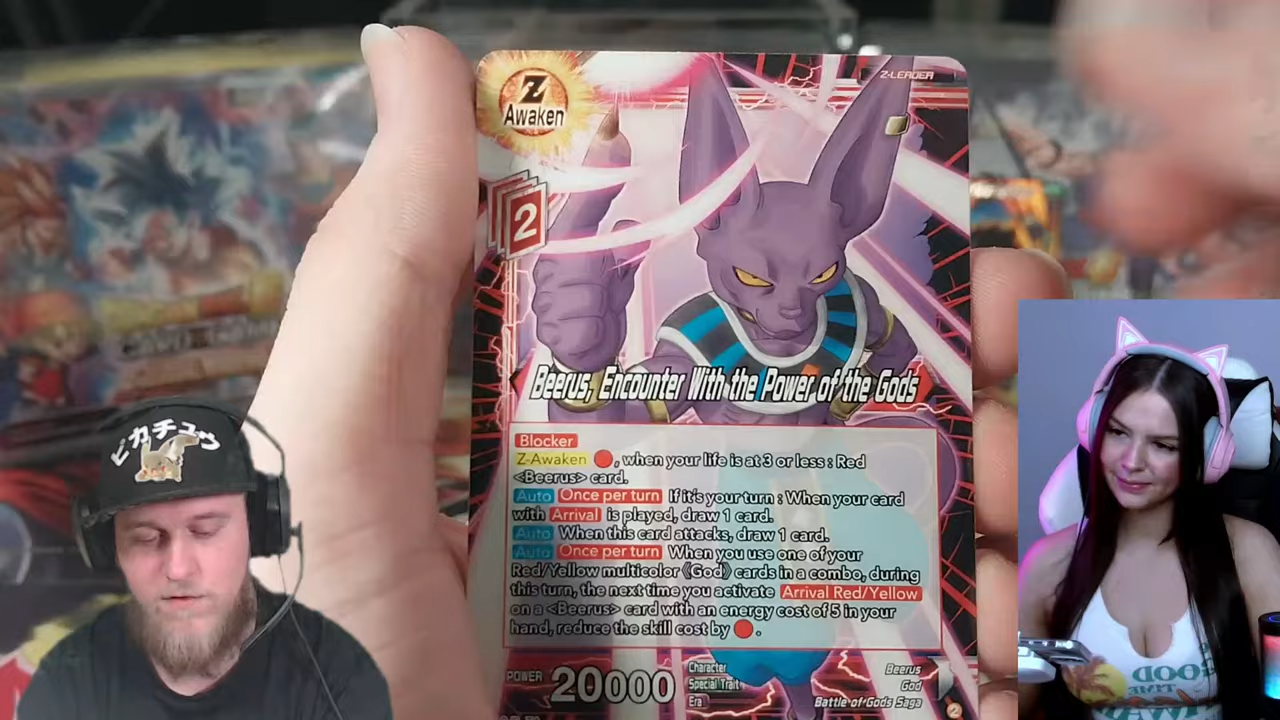 Z-LEADER
Z
Awaken
2
Beerus, Encounter With the Power of the Gods
Blocker
Z-Awaken , when your life is at 3 or less : Red
<Beerus> card.
Auto Once per turn If it's your turn : When your card
with Arrival is played, draw 1 card.
Auto When this card attacks, draw 1 card.
Auto Once per turn When you use one of your
Red/Yellow multicolor 《God》 cards in a combo, during
this turn, the next time you activate Arrival Red/Yellow
on a <Beerus> card with an energy cost of 5 in your
hand, reduce the skill cost by .
POWER 20000
Character Beerus
Special Trait God
Era Battle of Gods Saga
2
ピカチュウ
GOOD
TIME